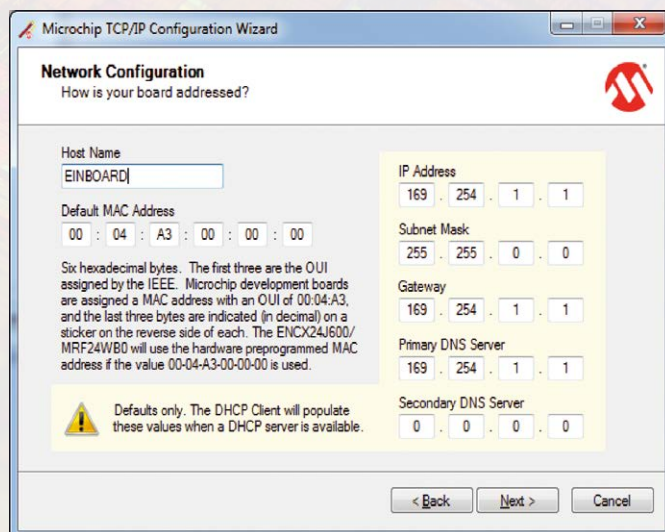 Microchip TCP/IP Configuration Wizard
Network Configuration
How is your board addressed?
Host Name
EINBOARD
Default MAC Address
00 : 04 : A3 : 00 : 00 : 00
Six hexadecimal bytes. The first three are the OUI
assigned by the IEEE. Microchip development boards
are assigned a MAC address with an OUI of 00:04:A3,
and the last three bytes are indicated (in decimal) on a
sticker on the reverse side of each. The ENCX24J600/
MRF24WB0 will use the hardware preprogrammed MAC
address if the value 00-04-A3-00-00-00 is used.
Defaults only. The DHCP Client will populate
these values when a DHCP server is available.
IP Address
169 . 254 . 1 . 1
Subnet Mask
255 . 255 . 0 . 0
Gateway
169 . 254 . 1 . 1
Primary DNS Server
169 . 254 . 1 . 1
Secondary DNS Server
0 . 0 . 0 . 0
< Back
Next >
Cancel